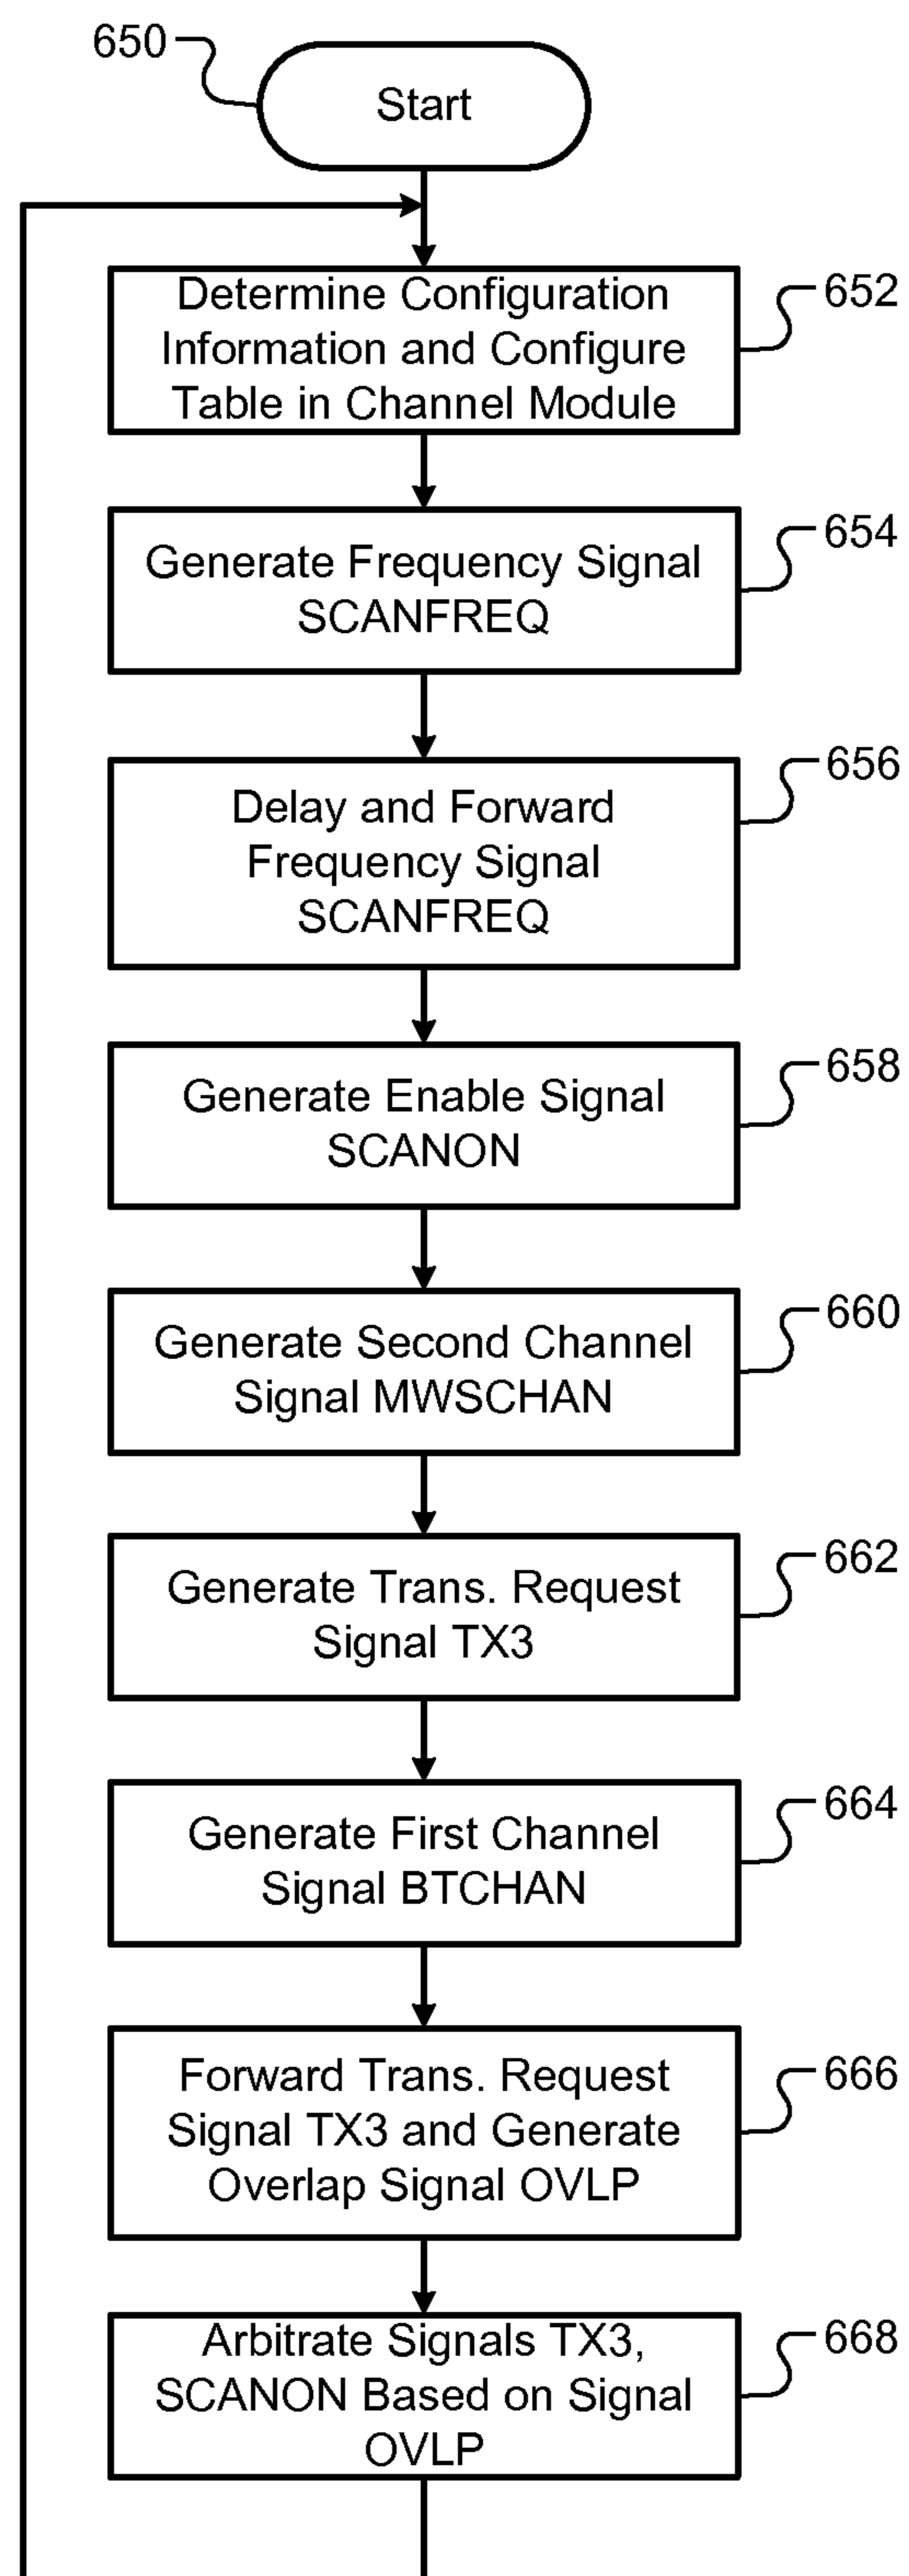 650
Start
Determine Configuration
Information and Configure
Table in Channel Module
652
Generate Frequency Signal
SCANFREQ
654
Delay and Forward
Frequency Signal
SCANFREQ
656
Generate Enable Signal
SCANON
658
Generate Second Channel
Signal MWSCHAN
660
Generate Trans. Request
Signal TX3
662
Generate First Channel
Signal BTCHAN
664
Forward Trans. Request
Signal TX3 and Generate
Overlap Signal OVLP
666
Arbitrate Signals TX3,
SCANON Based on Signal
OVLP
668